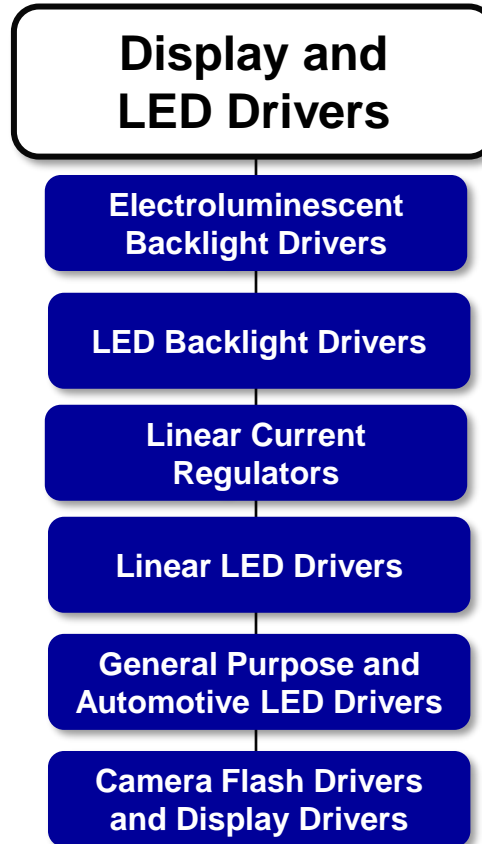 Display and
LED Drivers
Electroluminescent
Backlight Drivers
LED Backlight Drivers
Linear Current
Regulators
Linear LED Drivers
General Purpose and
Automotive LED Drivers
Camera Flash Drivers
and Display Drivers